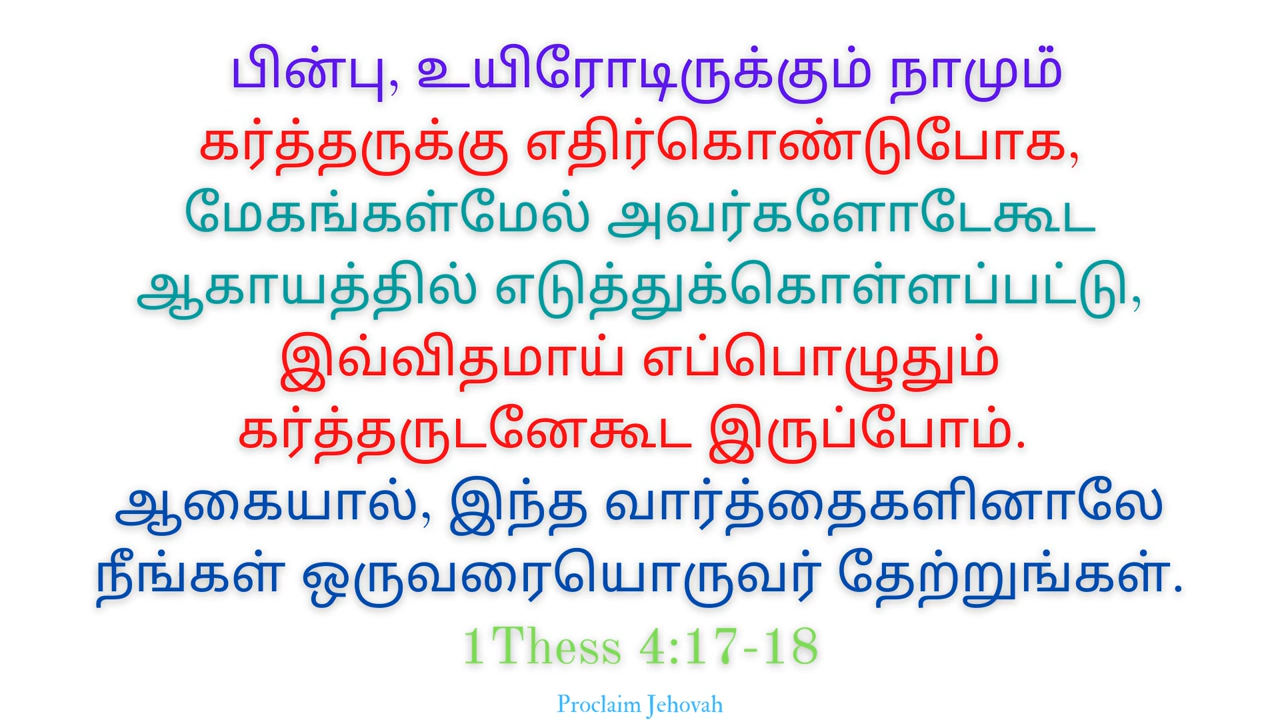 பின்பு, உயிரோடிருக்கும் நாமும்
கர்த்தருக்கு எதிர்கொண்டுபோக,
மேகங்கள்மேல் அவர்களோடேகூட
ஆகாயத்தில் எடுத்துக்கொள்ளப்பட்டு,
இவ்விதமாய் எப்பொழுதும்
கர்த்தருடனேகூட இருப்போம்.
ஆகையால், இந்த வார்த்தைகளினாலே
நீங்கள் ஒருவரையொருவர் தேற்றுங்கள்.
1Thess 4:17-18
Proclaim Jehovah